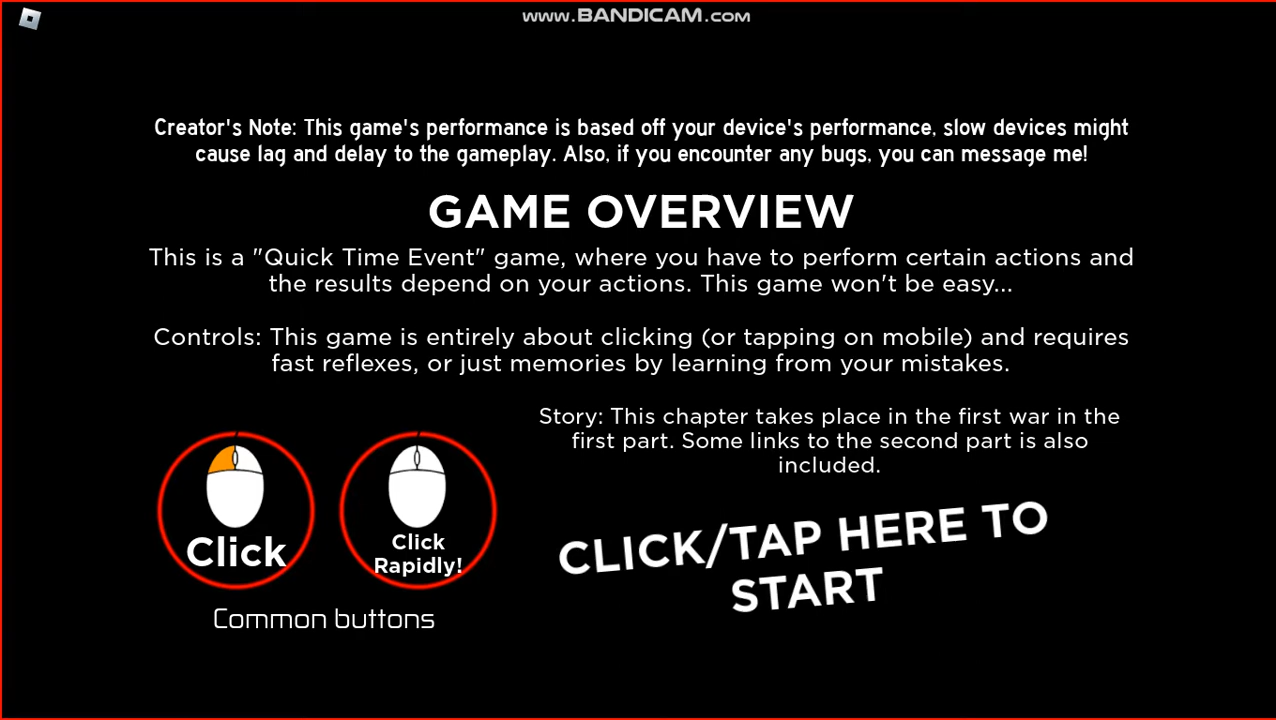 www.BANDICAM.com
Creator's Note: This game's performance is based off your device's performance, slow devices might
cause lag and delay to the gameplay. Also, if you encounter any bugs, you can message me!
GAME OVERVIEW
This is a "Quick Time Event" game, where you have to perform certain actions and
the results depend on your actions. This game won't be easy...
Controls: This game is entirely about clicking (or tapping on mobile) and requires
fast reflexes, or just memories by learning from your mistakes.
Story: This chapter takes place in the first war in the
first part. Some links to the second part is also
included.
Click
Click
Rapidly!
Common buttons
CLICK/TAP HERE TO
START